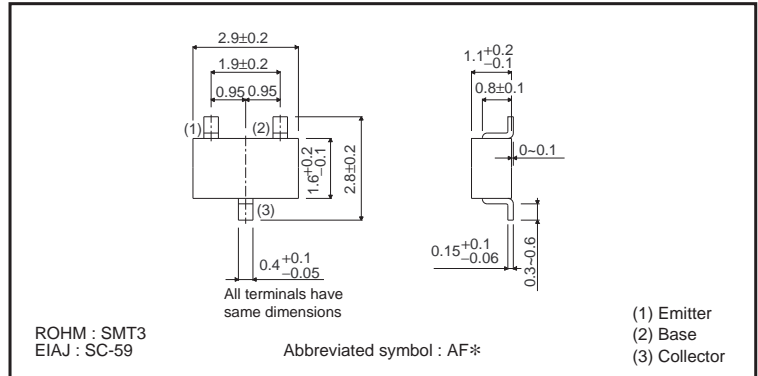 2.9±0.2
1.9±0.2
0.95 0.95
(1)
(2)
(3)
1.6+0.2 −0.1
2.8±0.2
0.4+0.1 −0.05
All terminals have
same dimensions
1.1+0.2 −0.1
0.8±0.1
0~0.1
0.15+0.1 −0.06
0.3~0.6
ROHM : SMT3
EIAJ : SC-59
Abbreviated symbol : AF*
(1) Emitter
(2) Base
(3) Collector